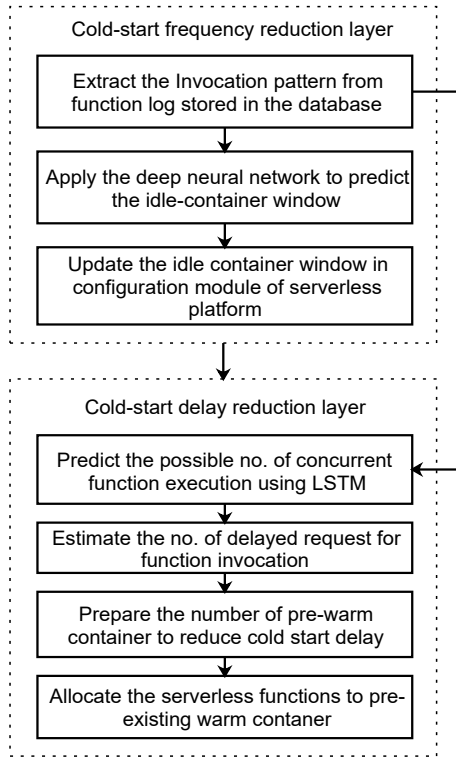 Cold-start frequency reduction layer
Extract the Invocation pattern from
function log stored in the database
Apply the deep neural network to predict
the idle-container window
Update the idle container window in
configuration module of serverless
platform
Cold-start delay reduction layer
Predict the possible no. of concurrent
function execution using LSTM
Estimate the no. of delayed request for
function invocation
Prepare the number of pre-warm
container to reduce cold start delay
Allocate the serverless functions to pre-
existing warm contaner